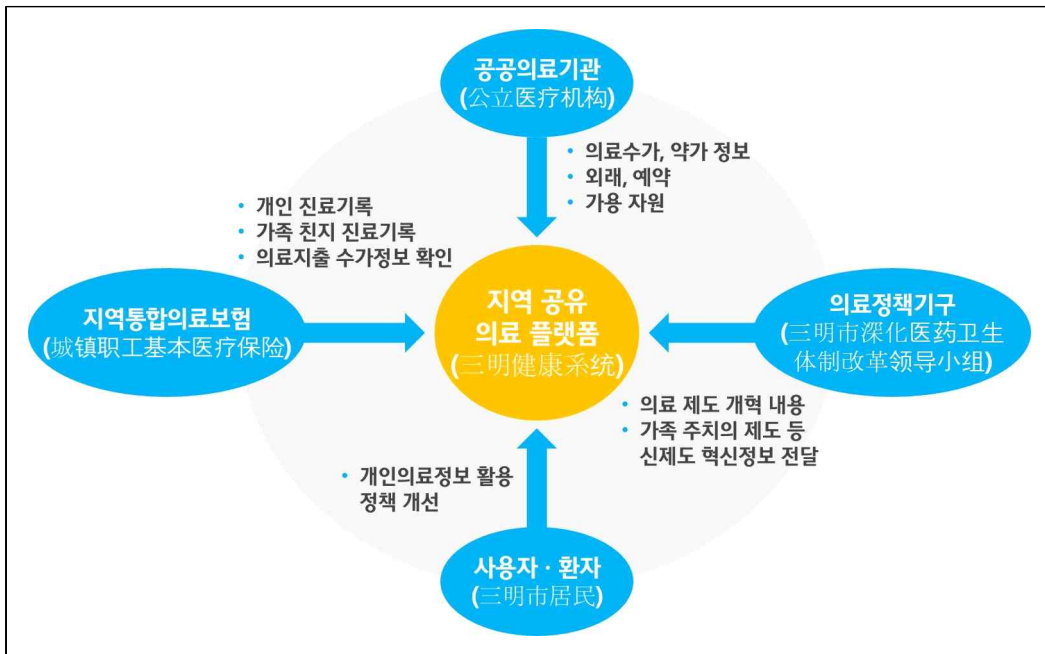 공공의료기관
(公立医疗机构)
• 의료수가, 약가 정보
• 외래, 예약
• 가용 자원
• 개인 진료기록
• 가족 친지 진료기록
• 의료지출 수가정보 확인
지역통합의료보험
(城镇职工基本医疗保险)
지역 공유
의료 플랫폼
(三明健康系统)
의료정책기구
(三明市深化医药卫生
体制改革领导小组)
• 의료 제도 개혁 내용
• 가족 주치의 제도 등
신제도 혁신정보 전달
• 개인의료정보 활용
정책 개선
사용자 · 환자
(三明市居民)